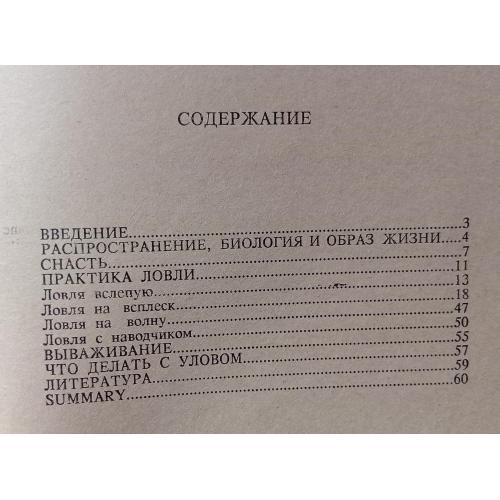 СОДЕРЖАНИЕ
ВВЕДЕНИЕ 3
РАСПРОСТРАНЕНИЕ, БИОЛОГИЯ И ОБРАЗ ЖИЗНИ 4
СНАСТЬ 7
ПРАКТИКА ЛОВЛИ 11
Ловля вслепую 13
Ловля на всплеск 18
Ловля на волну 47
Ловля с наводчиком 50
ВЫВАЖИВАНИЕ 55
ЧТО ДЕЛАТЬ С УЛОВОМ 57
ЛИТЕРАТУРА 59
SUMMARY 60